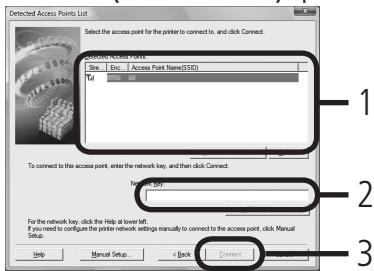 Detected Access Points List
Select the access point for the printer to connect to, and click Connect.
Detected Access Points:
Stre... Enc... Access Point Name(SSID)
1
To connect to this access point, enter the network key, and then click Connect.
Network Key:
2
For the network key, click the Help at lower left.
If you need to configure the printer network settings manually to connect to the access point, click Manual
Setup.
Help Manual Setup... < Back Connect
3